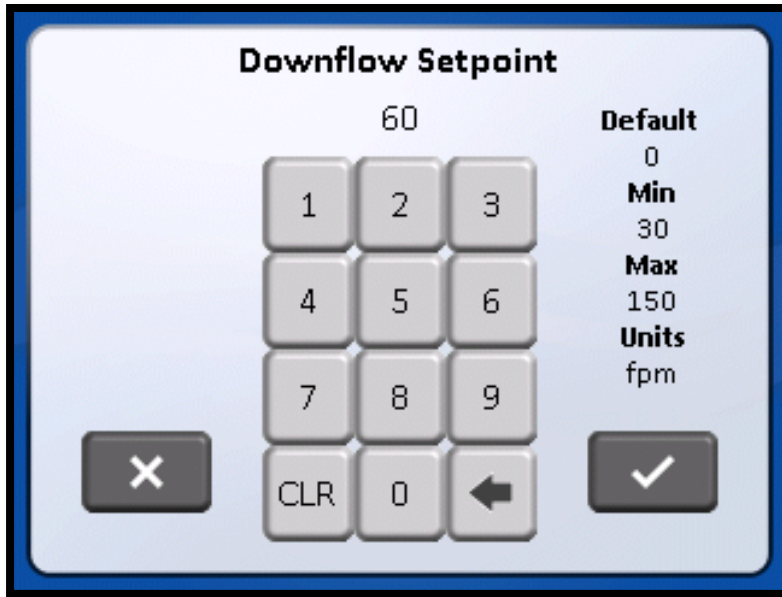 Downflow Setpoint
60
1 2 3
4 5 6
7 8 9
CLR 0
Default
0
Min
30
Max
150
Units
fpm